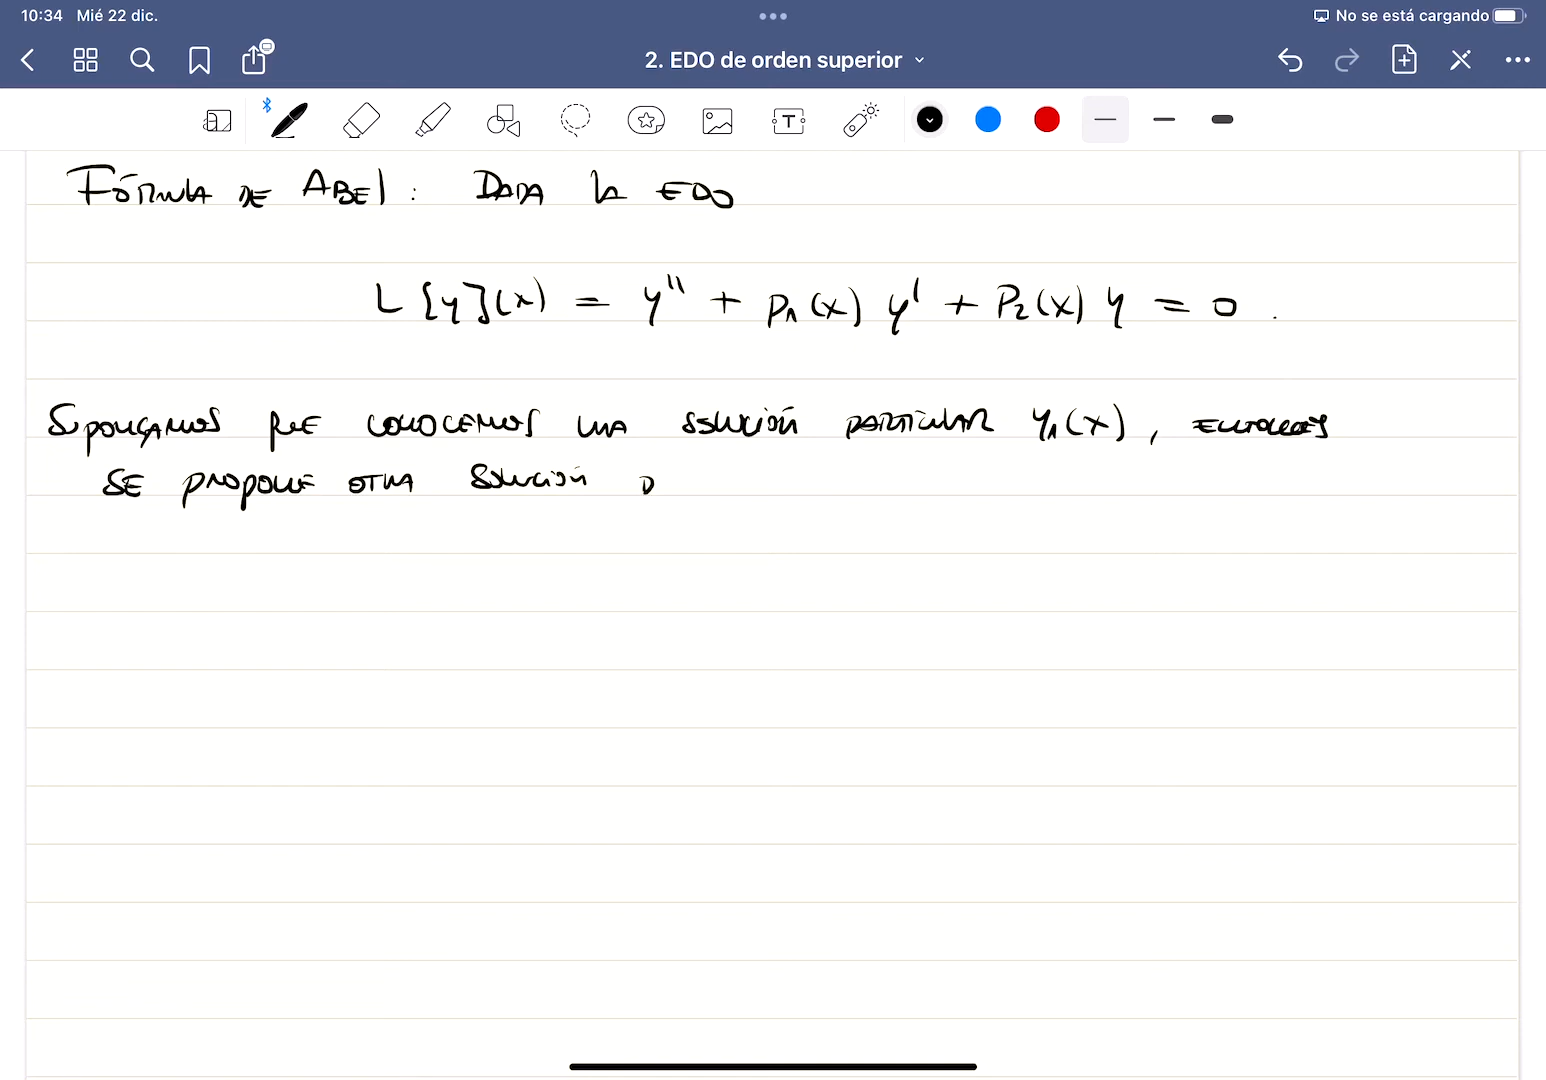 10:34 Mié 22 dic.
No se está cargando
2. EDO de orden superior
FÓRMULA DE ABEL : DADA LA EDO
L[y](x) = y'' + p₁(x) y' + P₂(x) y = 0 .
SUPONGAMOS QUE CONOCEMOS UNA SOLUCIÓN PARTICULAR y₁(x), ENTONCES
SE PROPONE OTRA SOLUCIÓN D